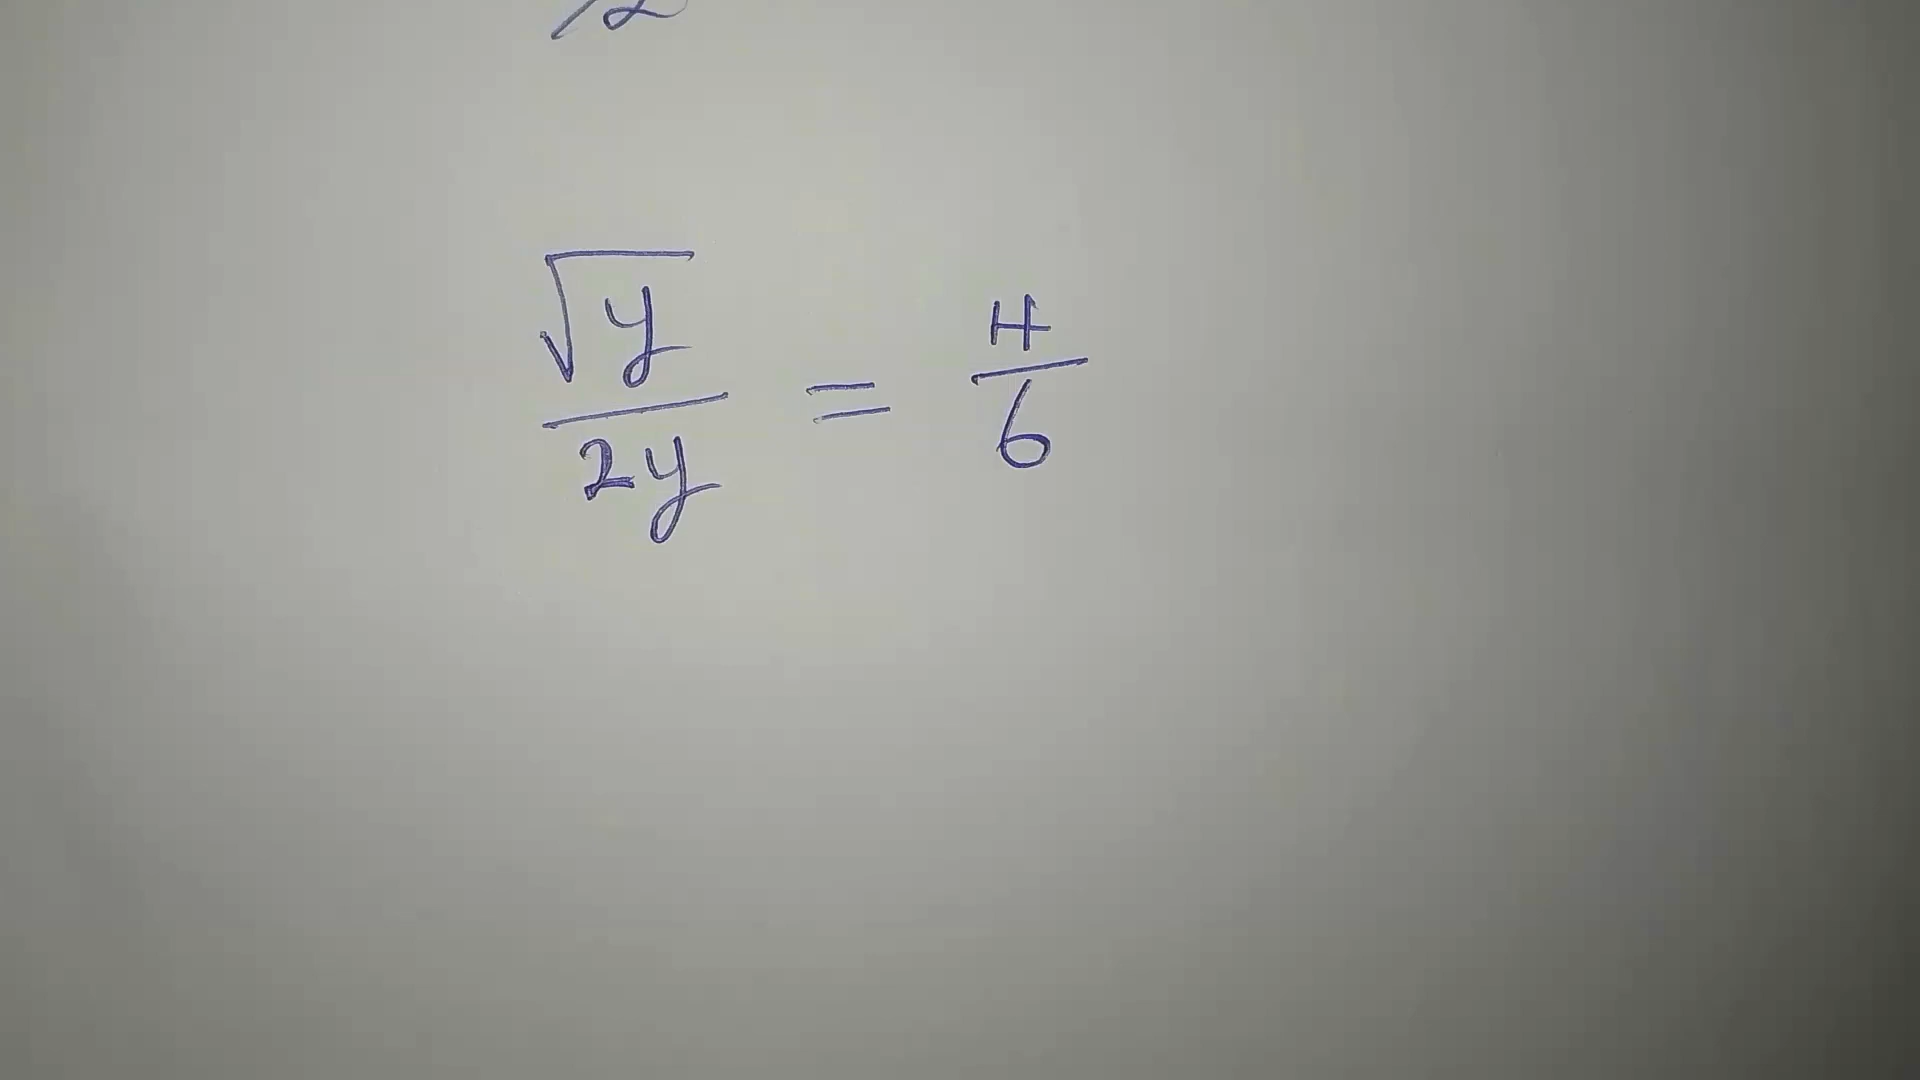 √y / 2y = 4/6